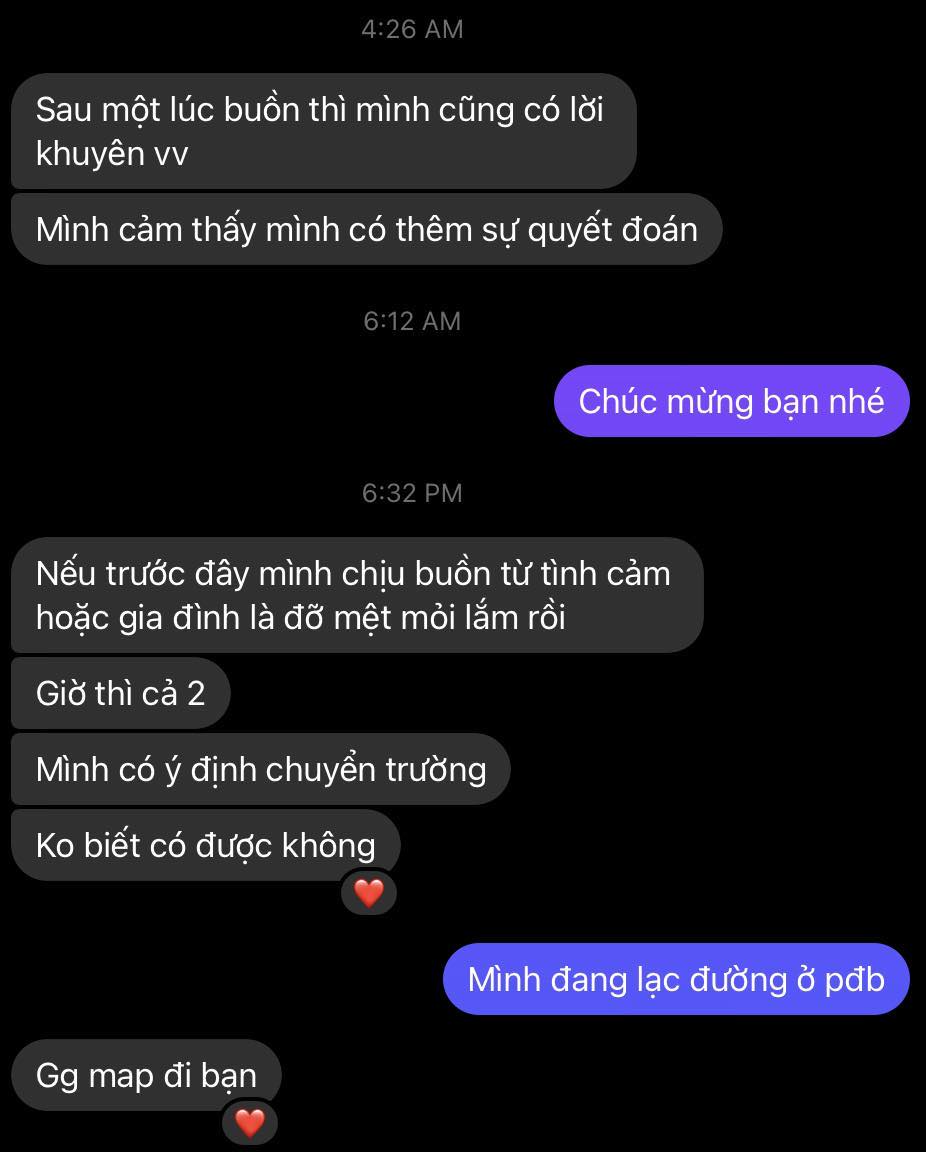 4:26 AM
Sau một lúc buồn thì mình cũng có lời
khuyên vv
Mình cảm thấy mình có thêm sự quyết đoán
6:12 AM
Chúc mừng bạn nhé
6:32 PM
Nếu trước đây mình chịu buồn từ tình cảm
hoặc gia đình là đỡ mệt mỏi lắm rồi
Giờ thì cả 2
Mình có ý định chuyển trường
Ko biết có được không
Mình đang lạc đường ở pđb
Gg map đi bạn